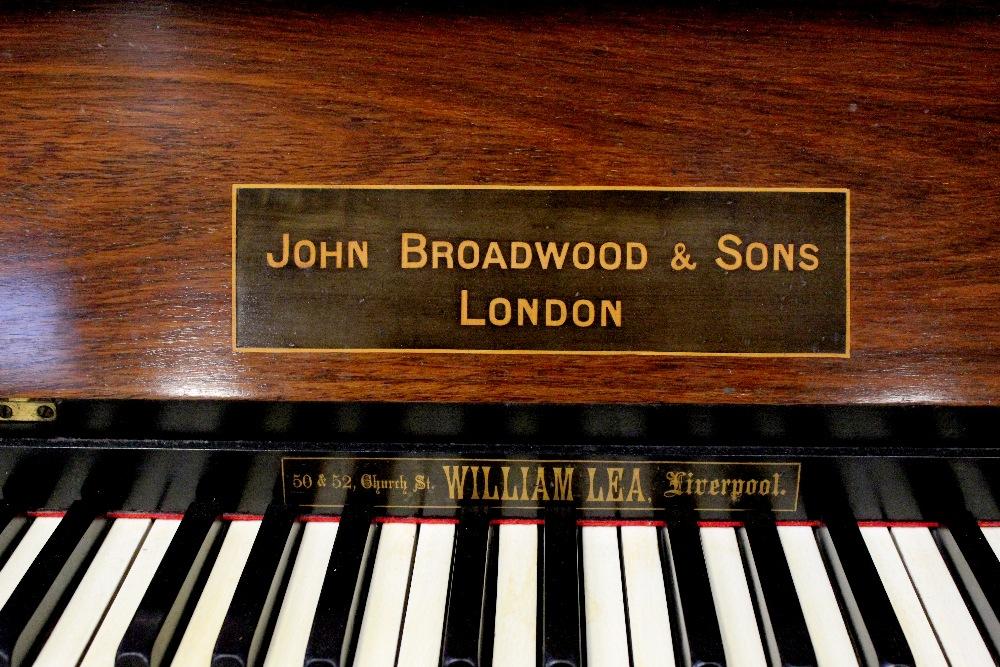 JOHN BROADWOOD & SONS
LONDON
50 & 52, Church St. WILLIAM LEA, Liverpool.